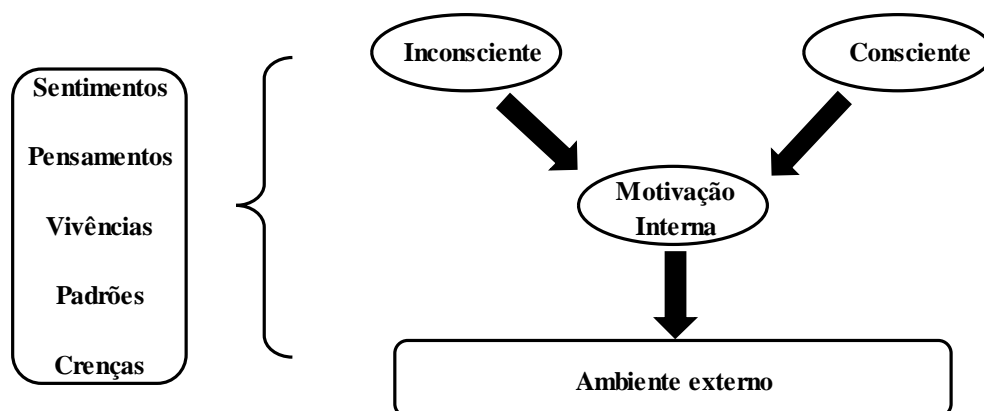 Sentimentos
Pensamentos
Vivências
Padrões
Crenças
Inconsciente
Consciente
Motivação
Interna
Ambiente externo